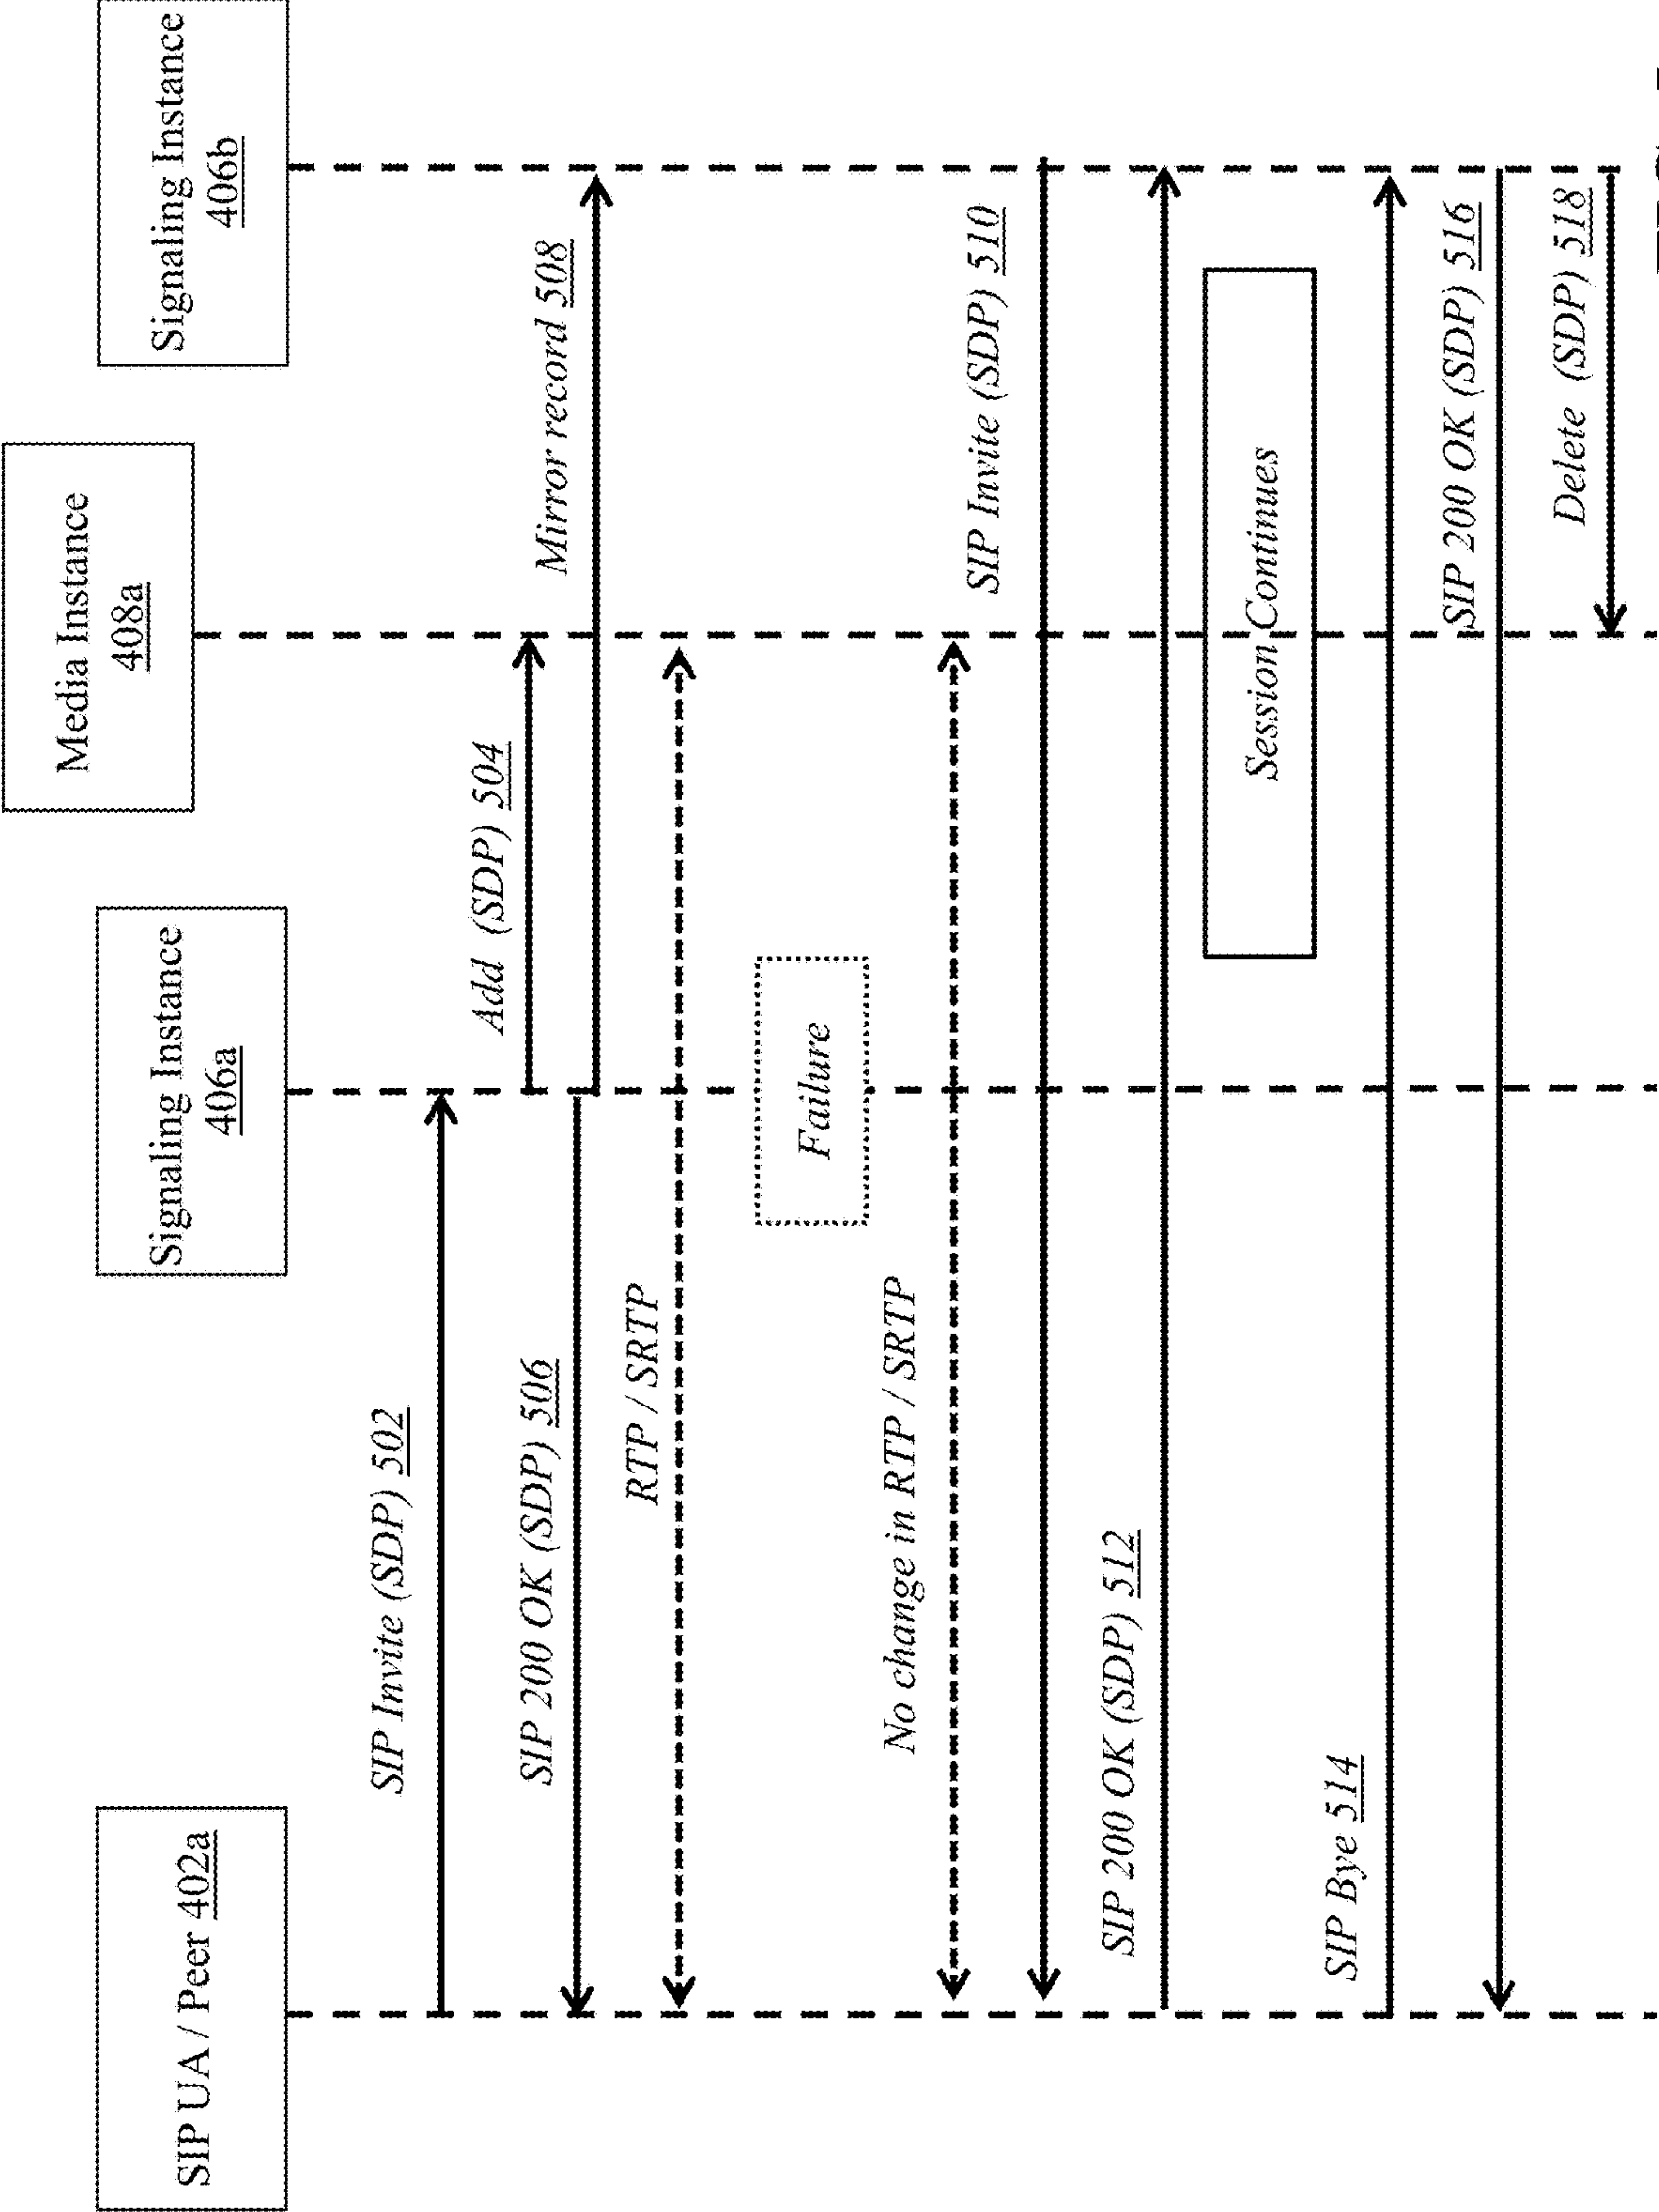 SIP UA / Peer 402a
Signaling Instance
406a
Media Instance
408a
Signaling Instance
406b
SIP Invite (SDP) 502
Add (SDP) 504
SIP 200 OK (SDP) 506
Mirror record 508
RTP / SRTP
Failure
No change in RTP / SRTP
SIP Invite (SDP) 510
SIP 200 OK (SDP) 512
Session Continues
SIP Bye 514
SIP 200 OK (SDP) 516
Delete (SDP) 518